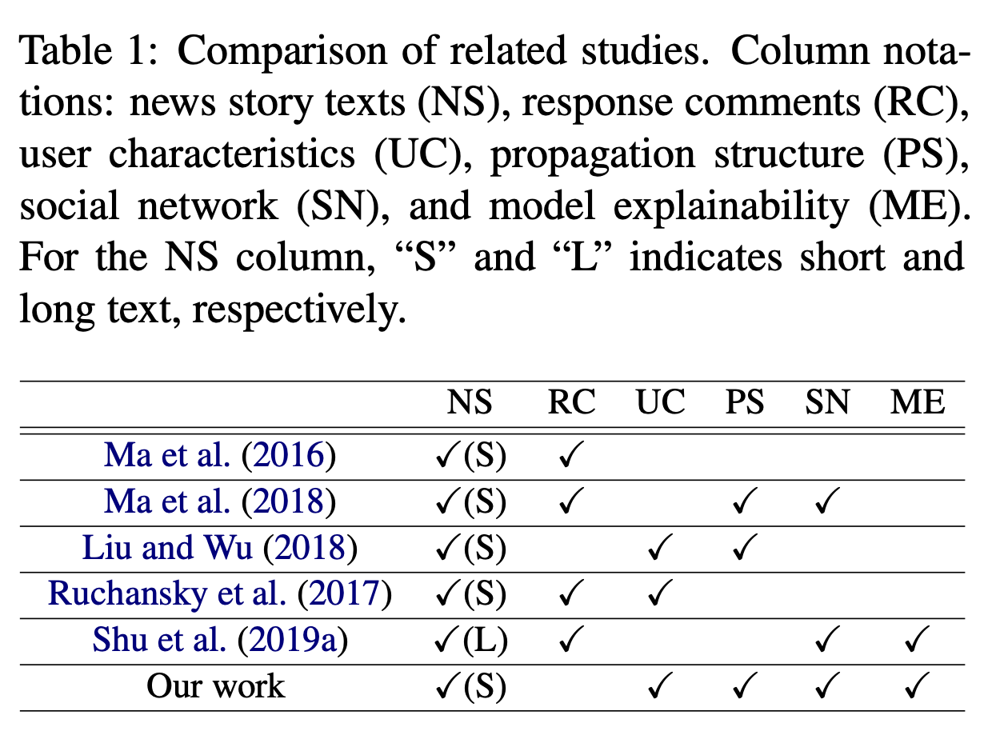 Table 1: Comparison of related studies. Column nota-
tions: news story texts (NS), response comments (RC),
user characteristics (UC), propagation structure (PS),
social network (SN), and model explainability (ME).
For the NS column, “S” and “L” indicates short and
long text, respectively.
NS RC UC PS SN ME
Ma et al. (2016) ✓(S) ✓
Ma et al. (2018) ✓(S) ✓ ✓ ✓
Liu and Wu (2018) ✓(S) ✓ ✓
Ruchansky et al. (2017) ✓(S) ✓ ✓
Shu et al. (2019a) ✓(L) ✓ ✓ ✓
Our work ✓(S) ✓ ✓ ✓ ✓